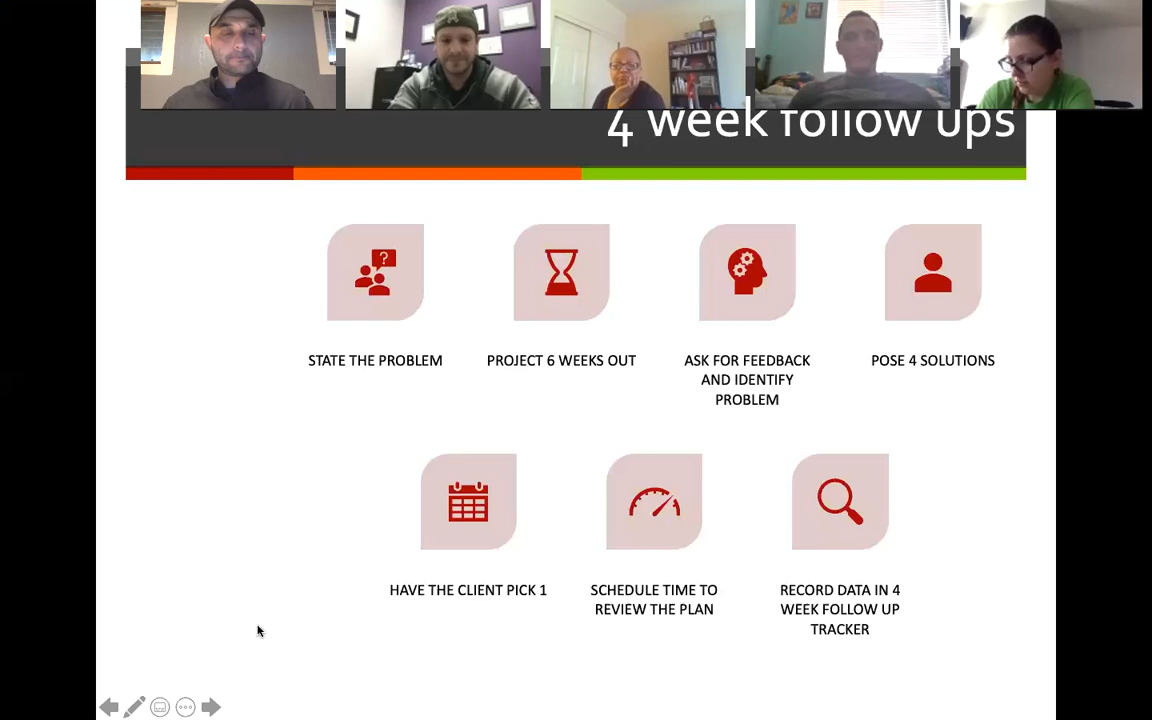 4 week follow ups
?
STATE THE PROBLEM
PROJECT 6 WEEKS OUT
ASK FOR FEEDBACK
AND IDENTIFY
PROBLEM
POSE 4 SOLUTIONS
HAVE THE CLIENT PICK 1
SCHEDULE TIME TO
REVIEW THE PLAN
RECORD DATA IN 4
WEEK FOLLOW UP
TRACKER